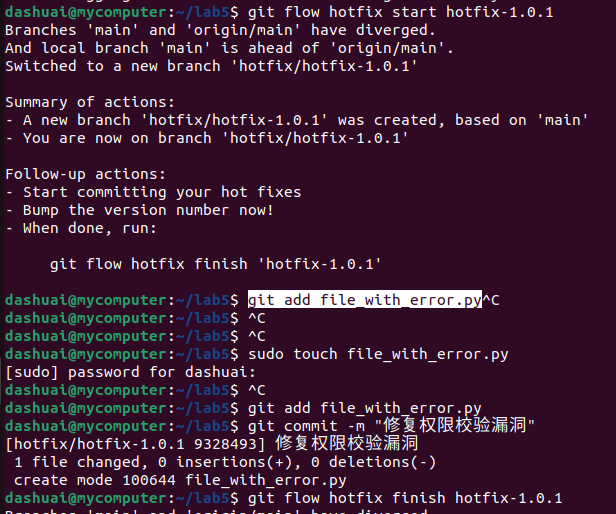 dashuai@mycomputer:~/lab5$ git flow hotfix start hotfix-1.0.1
Branches 'main' and 'origin/main' have diverged.
And local branch 'main' is ahead of 'origin/main'.
Switched to a new branch 'hotfix/hotfix-1.0.1'
Summary of actions:
- A new branch 'hotfix/hotfix-1.0.1' was created, based on 'main'
- You are now on branch 'hotfix/hotfix-1.0.1'
Follow-up actions:
- Start committing your hot fixes
- Bump the version number now!
- When done, run:
git flow hotfix finish 'hotfix-1.0.1'
dashuai@mycomputer:~/lab5$ git add file_with_error.py^C
dashuai@mycomputer:~/lab5$ ^C
dashuai@mycomputer:~/lab5$ ^C
dashuai@mycomputer:~/lab5$ sudo touch file_with_error.py
[sudo] password for dashuai:
dashuai@mycomputer:~/lab5$ ^C
dashuai@mycomputer:~/lab5$ git add file_with_error.py
dashuai@mycomputer:~/lab5$ git commit -m "修复权限校验漏洞"
[hotfix/hotfix-1.0.1 9328493] 修复权限校验漏洞
1 file changed, 0 insertions(+), 0 deletions(-)
create mode 100644 file_with_error.py
dashuai@mycomputer:~/lab5$ git flow hotfix finish hotfix-1.0.1
Branches 'main' and 'origin/main' have diverged